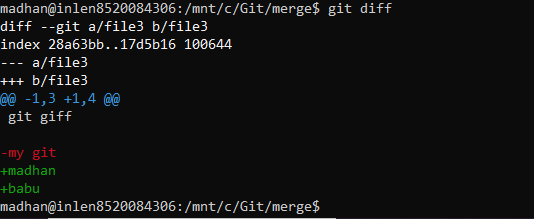 madhan@inlen8520084306:/mnt/c/Git/merge$ git diff
diff --git a/file3 b/file3
index 28a63bb..17d5b16 100644
--- a/file3
+++ b/file3
@@ -1,3 +1,4 @@
 git giff

-my git
+madhan
+babu
madhan@inlen8520084306:/mnt/c/Git/merge$